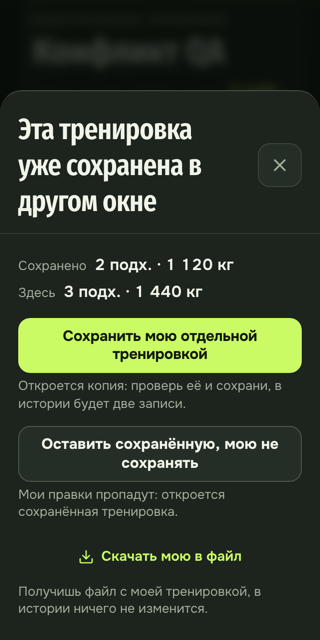 Конфликт QA
Эта тренировка
уже сохранена в
другом окне
Сохранено 2 подх. · 1 120 кг
Здесь 3 подх. · 1 440 кг
Сохранить мою отдельной
тренировкой
Откроется копия: проверь её и сохрани, в
истории будет две записи.
Оставить сохранённую, мою не
сохранять
Мои правки пропадут: откроется
сохранённая тренировка.
Скачать мою в файл
Получишь файл с моей тренировкой, в
истории ничего не изменится.